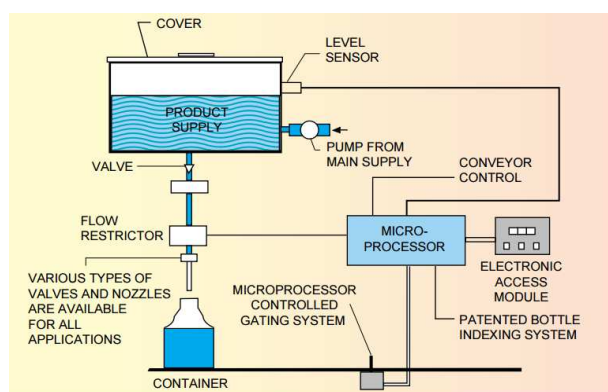 COVER
LEVEL
SENSOR
PRODUCT
SUPPLY
PUMP FROM
MAIN SUPPLY
VALVE
CONVEYOR
CONTROL
FLOW
RESTRICTOR
MICRO-
PROCESSOR
ELECTRONIC
ACCESS
MODULE
VARIOUS TYPES OF
VALVES AND NOZZLES
ARE AVAILABLE
FOR ALL
APPLICATIONS
MICROPROCESSOR
CONTROLLED
GATING SYSTEM
PATENTED BOTTLE
INDEXING SYSTEM
CONTAINER